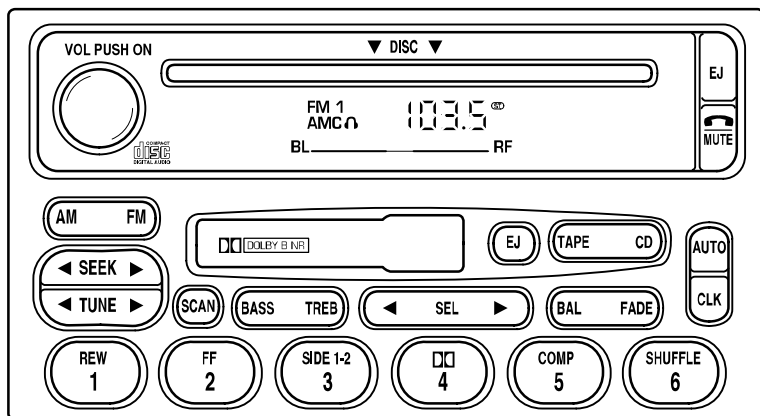 VOL PUSH ON
▼ DISC ▼
EJ
FM 1
AMC
103.5 ST
MUTE
BL RF
COMPACT
disc
DIGITAL AUDIO
AM FM
DOLBY B NR
EJ
TAPE CD
AUTO
◄ SEEK ►
◄ TUNE ►
SCAN
BASS TREB
◄ SEL ►
BAL FADE
CLK
REW
1
FF
2
SIDE 1-2
3
4
COMP
5
SHUFFLE
6